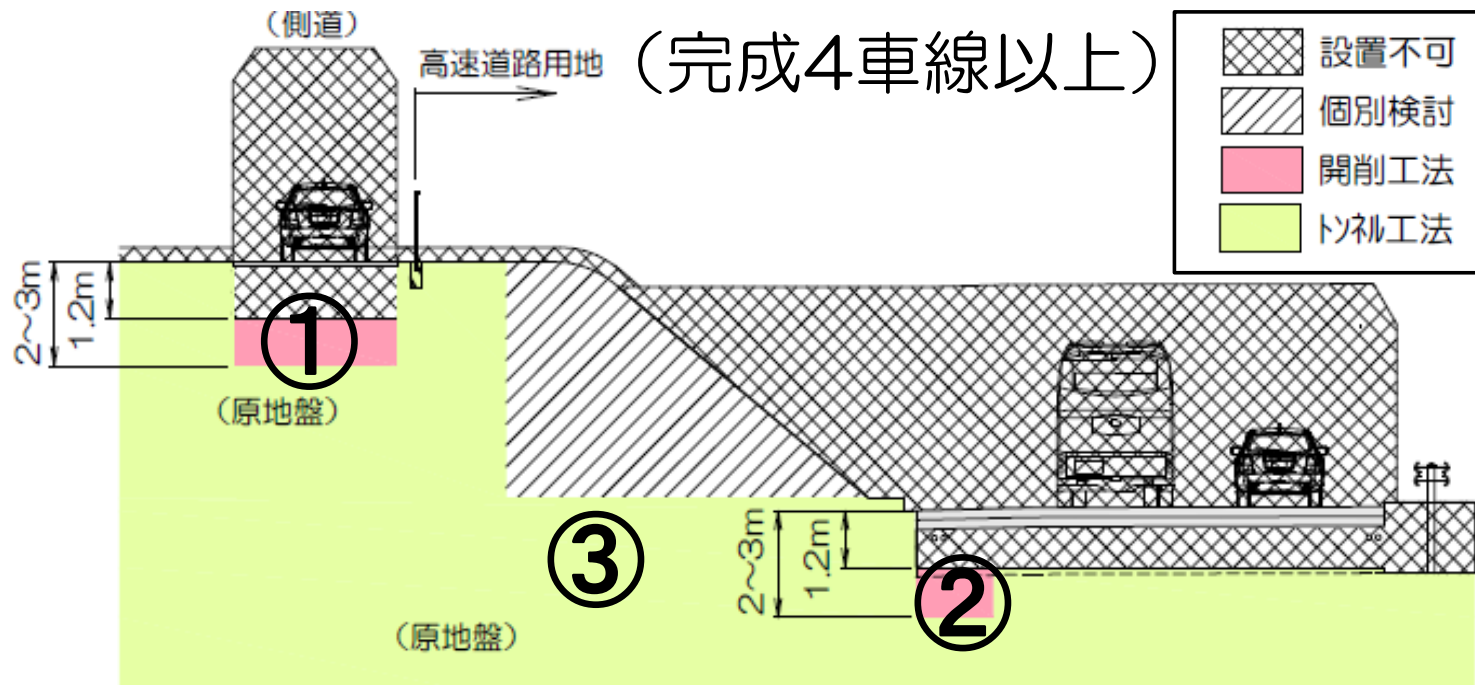 (側道)
高速道路用地
(完成4車線以上)
設置不可
個別検討
開削工法
トンネル工法
2~3m
1.2m
①
(原地盤)
③
2~3m
1.2m
②
(原地盤)